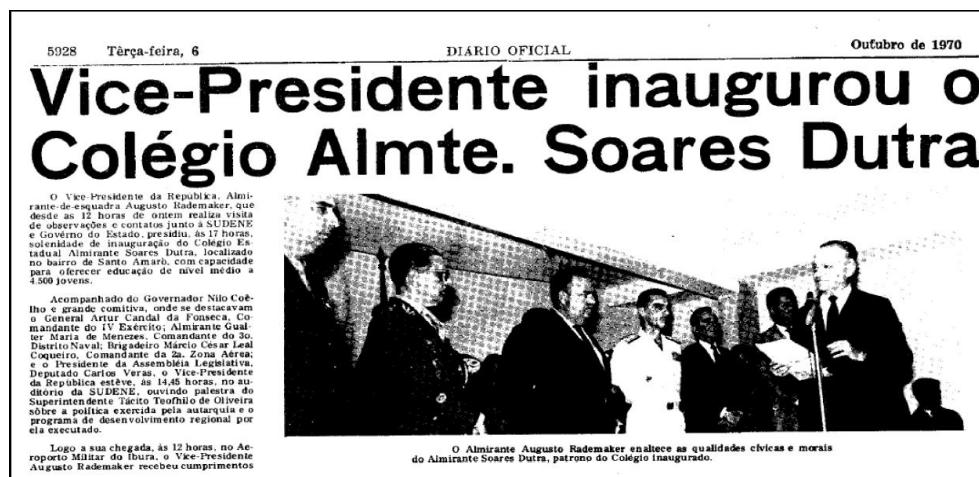 5928 Têrça-feira, 6 DIÁRIO OFICIAL Outubro de 1970
Vice-Presidente inaugurou o
Colégio Almte. Soares Dutra
O Vice-Presidente da República, Almi-
rante-de-esquadra Augusto Rademaker, que
desde as 12 horas de ontem realiza visita
de observações e contatos junto à SUDENE
e Govêrno do Estado, presidiu, às 17 horas,
solenidade de inauguração do Colégio Es-
tadual Almirante Soares Dutra, localizado
no bairro de Santo Amaro, com capacidade
para oferecer educação de nível médio a
4.500 jovens.
Acompanhado do Governador Nilo Coê-
lho e grande comitiva, onde se destacavam
o General Artur Candal da Fonseca, Co-
mandante do IV Exército; Almirante Gual-
ter Maria de Menezes, Comandante do 3o.
Distrito Naval; Brigadeiro Márcio César Leal
Coqueiro, Comandante da 2a. Zona Aérea;
e o Presidente da Assembléia Legislativa,
Deputado Carlos Veras, o Vice-Presidente
da República estêve, às 14,45 horas, no au-
ditório da SUDENE, ouvindo palestra do
Superintendente Tácito Teofhilo de Oliveira
sôbre a política exercida pela autarquia e o
programa de desenvolvimento regional por
ela executado.
Logo a sua chegada, às 12 horas, no Ae-
roporto Militar do Ibura, o Vice-Presidente
Augusto Rademaker recebeu cumprimentos
O Almirante Augusto Rademaker enaltece as qualidades cívicas e morais
do Almirante Soares Dutra, patrono do Colégio inaugurado.